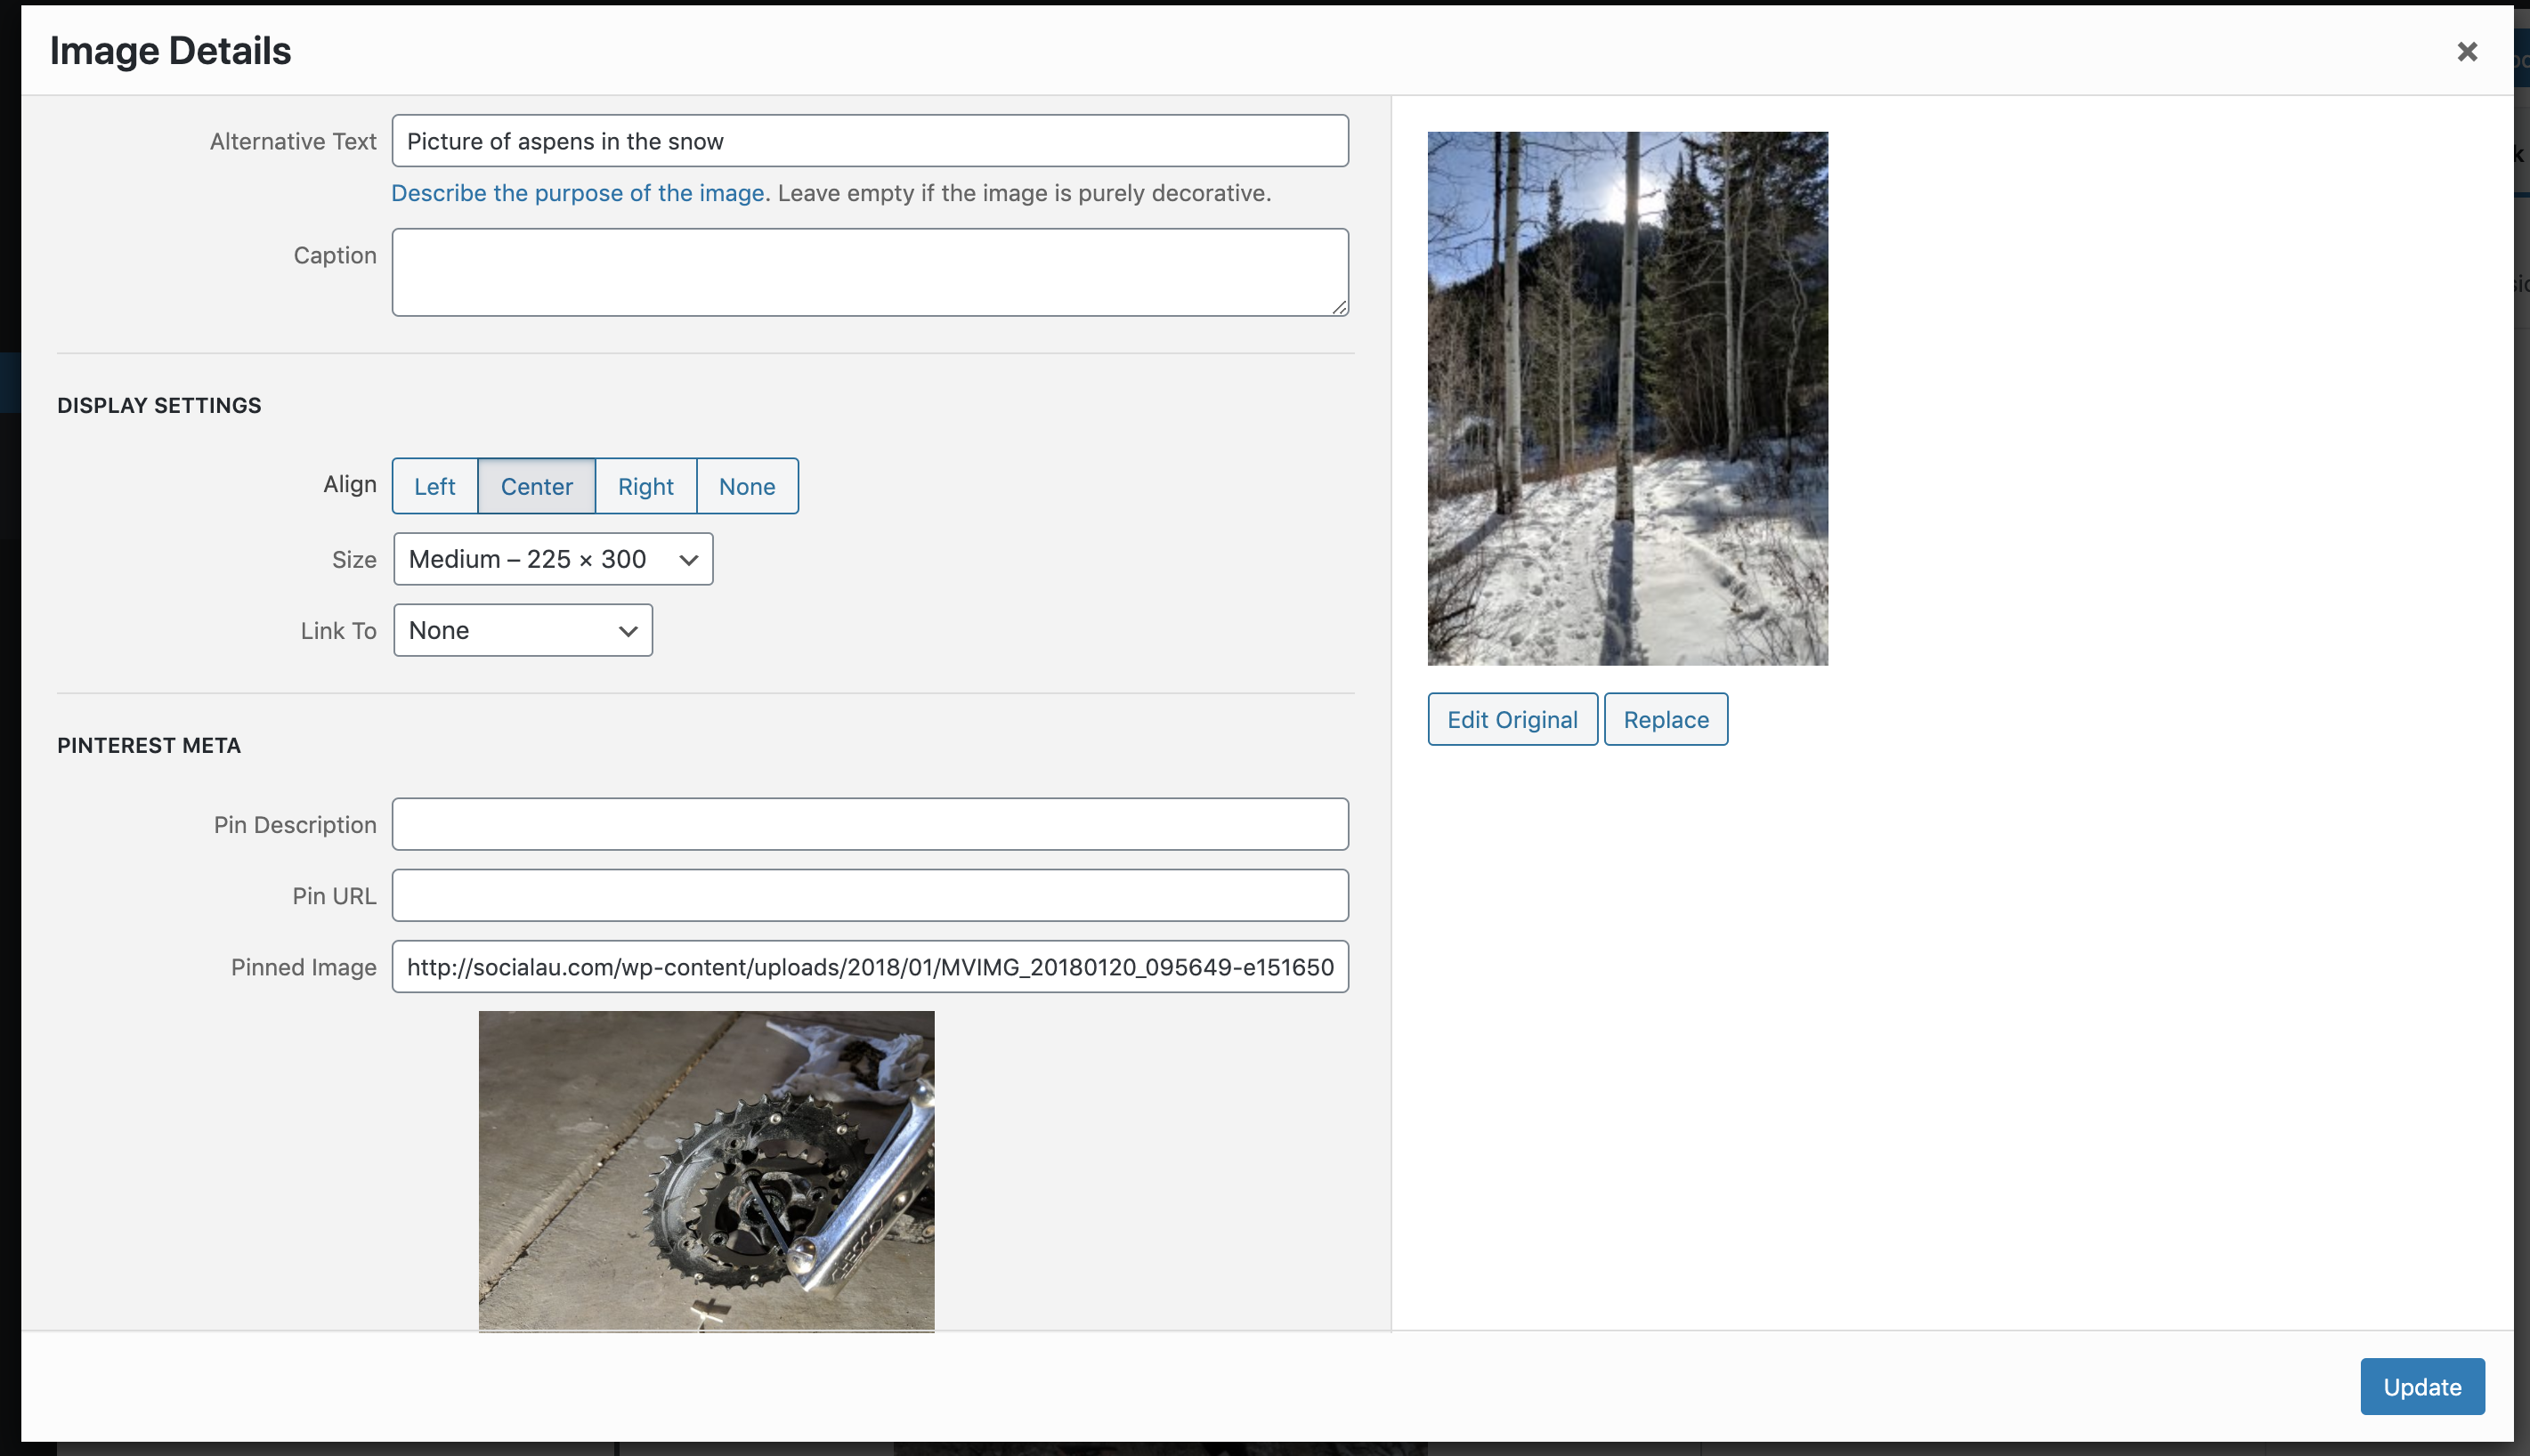 Image Details
Alternative Text
Picture of aspens in the snow
Describe the purpose of the image. Leave empty if the image is purely decorative.
Caption
DISPLAY SETTINGS
Align
Left
Center
Right
None
Size
Medium – 225 × 300
Link To
None
PINTEREST META
Pin Description
Pin URL
Pinned Image
http://socialau.com/wp-content/uploads/2018/01/MVIMG_20180120_095649-e151650
Edit Original
Replace
Update